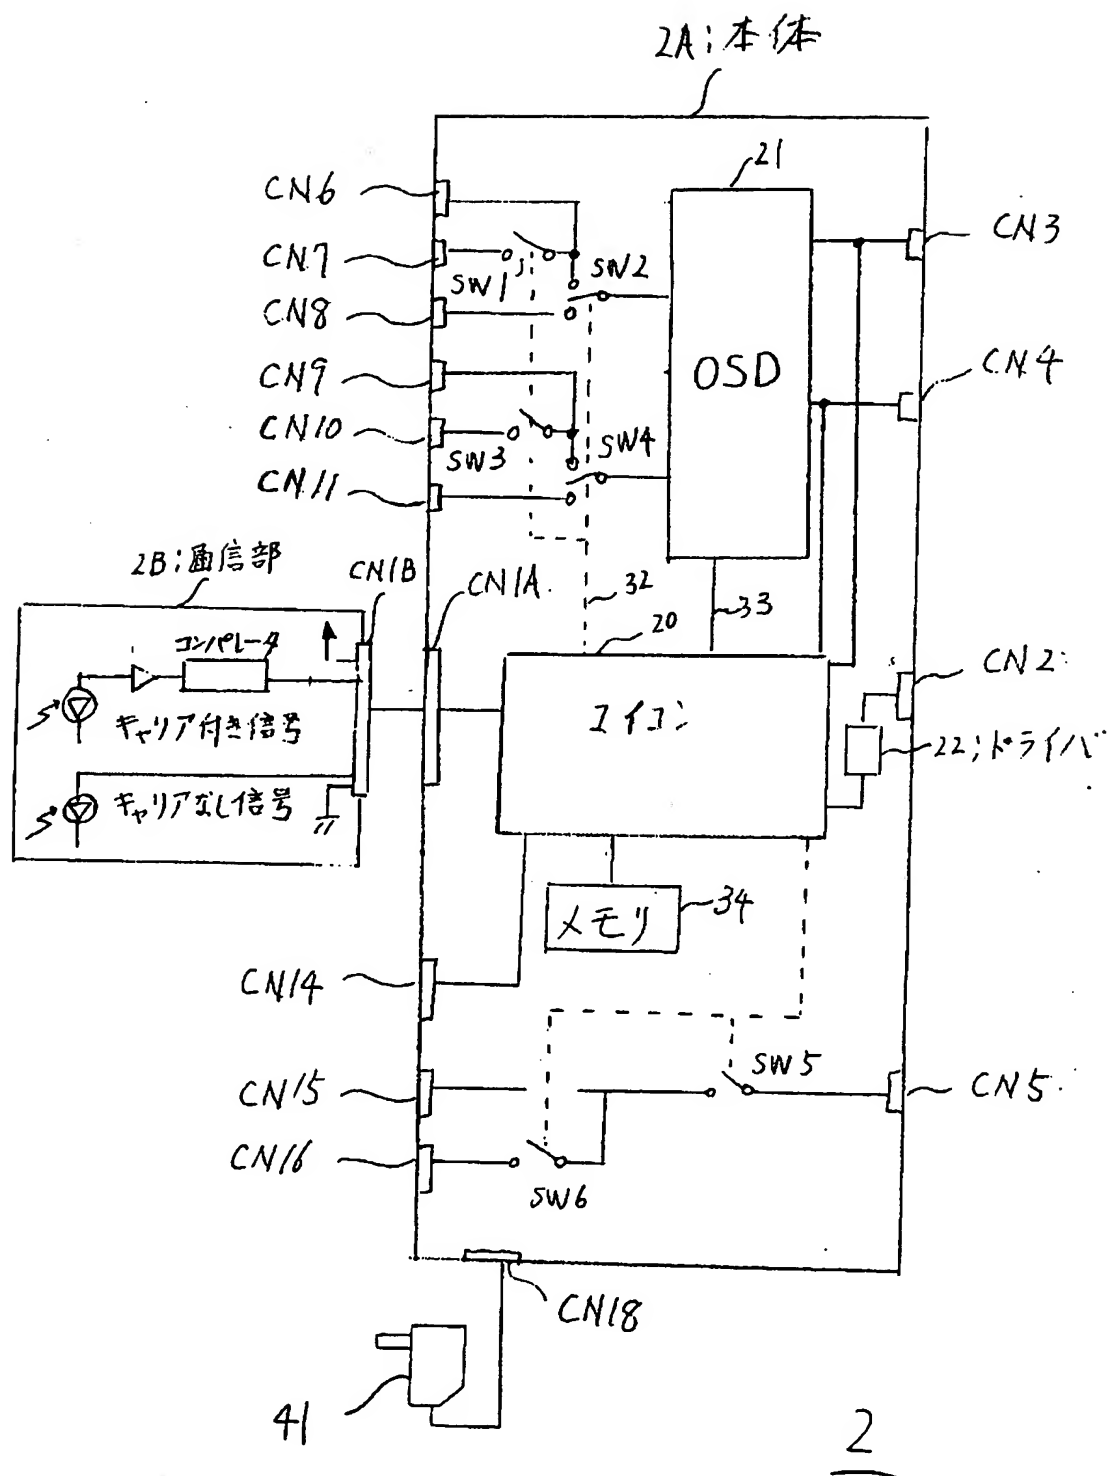 2A;本体
21
CN6
CN3
CN7
SW1
SW2
CN8
CN9
OSD
CN4
CN10
SW3
SW4
CN11
2B;通信部
CN1B
CN1A
32
33
20
コンパレータ
CN2
キャリア付き信号
マイコン
22;ドライバ
キャリアなし信号
メモリ
34
CN14
SW5
CN15
CN5
CN16
SW6
CN18
41
2